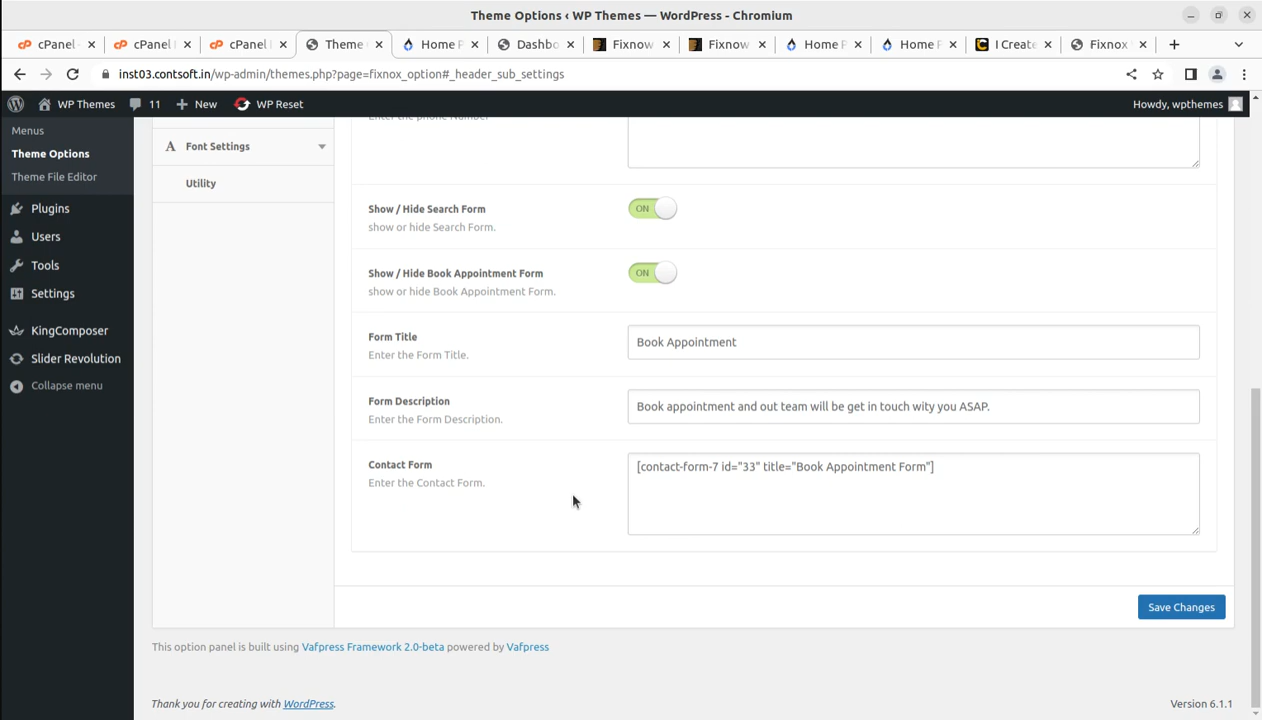 Theme Options ‹ WP Themes — WordPress - Chromium
cPanel - cPanel cPanel Theme Home P Dashbo Fixnow Fixnow Home P Home P I Create Fixnox
inst03.contsoft.in/wp-admin/themes.php?page=fixnox_option#_header_sub_settings
WP Themes 11 New WP Reset Howdy, wpthemes
Menus
Theme Options
Theme File Editor
Plugins
Users
Tools
Settings
KingComposer
Slider Revolution
Collapse menu
Font Settings
Utility
Enter the phone Number
Show / Hide Search Form
show or hide Search Form.
ON
Show / Hide Book Appointment Form
show or hide Book Appointment Form.
ON
Form Title
Enter the Form Title.
Book Appointment
Form Description
Enter the Form Description.
Book appointment and out team will be get in touch wity you ASAP.
Contact Form
Enter the Contact Form.
[contact-form-7 id="33" title="Book Appointment Form"]
Save Changes
This option panel is built using Vafpress Framework 2.0-beta powered by Vafpress
Thank you for creating with WordPress.
Version 6.1.1